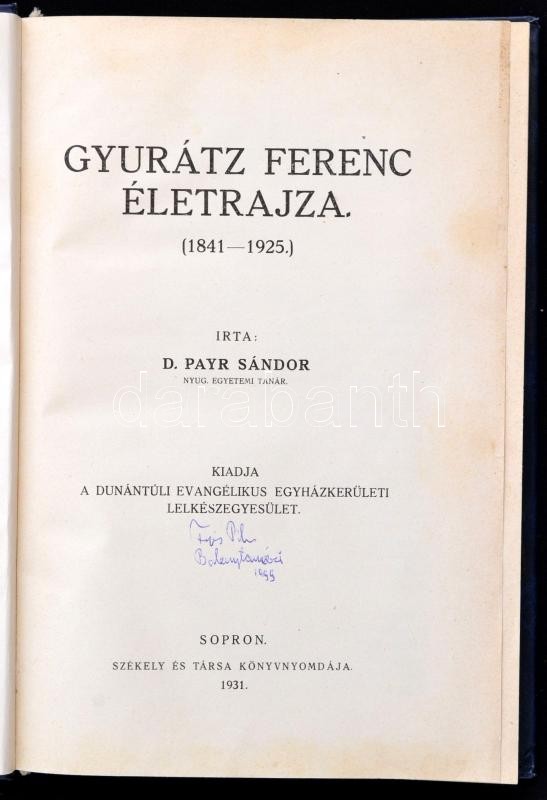 GYURÁTZ FERENC
ÉLETRAJZA.
(1841—1925.)
IRTA:
D. PAYR SÁNDOR
NYUG. EGYETEMI TANÁR.
darabanth
KIADJA
A DUNÁNTÚLI EVANGÉLIKUS EGYHÁZKERÜLETI
LELKÉSZEGYESÜLET.
SOPRON.
SZÉKELY ÉS TÁRSA KÖNYVNYOMDÁJA.
1931.